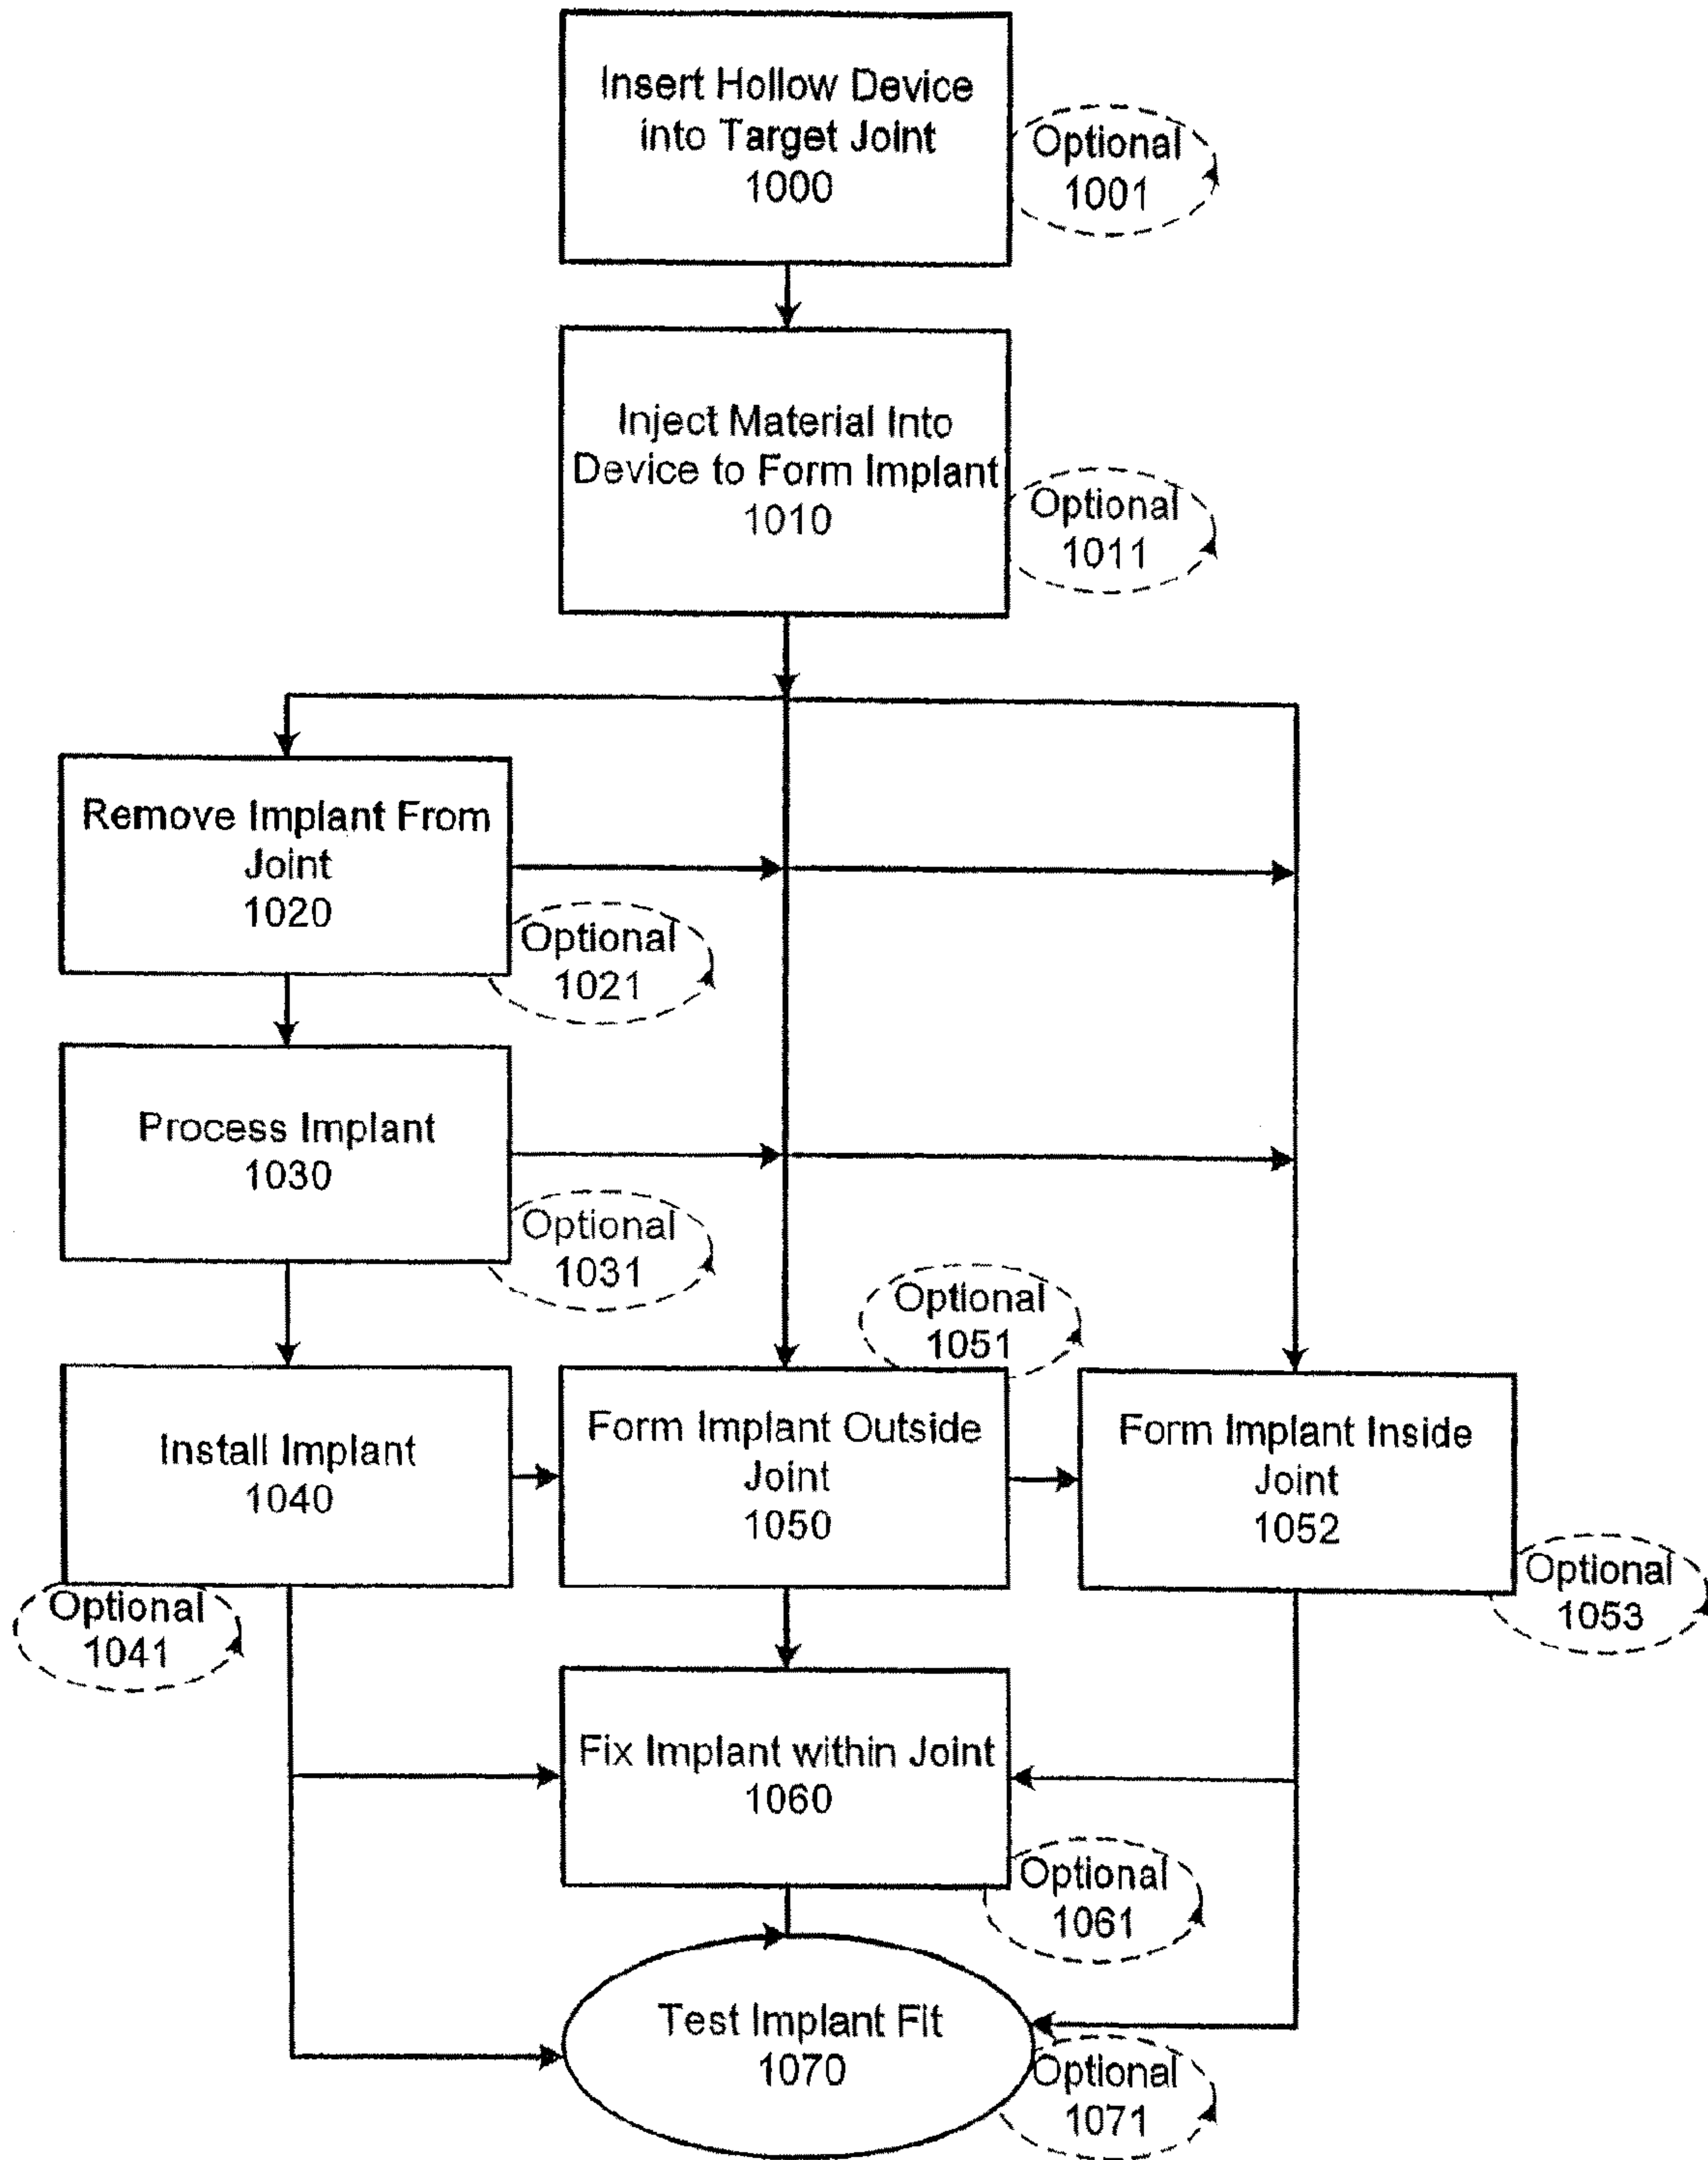 Insert Hollow Device
into Target Joint
1000
Optional
1001
Inject Material Into
Device to Form Implant
1010
Optional
1011
Remove Implant From
Joint
1020
Optional
1021
Process Implant
1030
Optional
1031
Optional
1051
Install Implant
1040
Form Implant Outside
Joint
1050
Form Implant Inside
Joint
1052
Optional
1041
Optional
1053
Fix Implant within Joint
1060
Optional
1061
Test Implant Fit
1070
Optional
1071